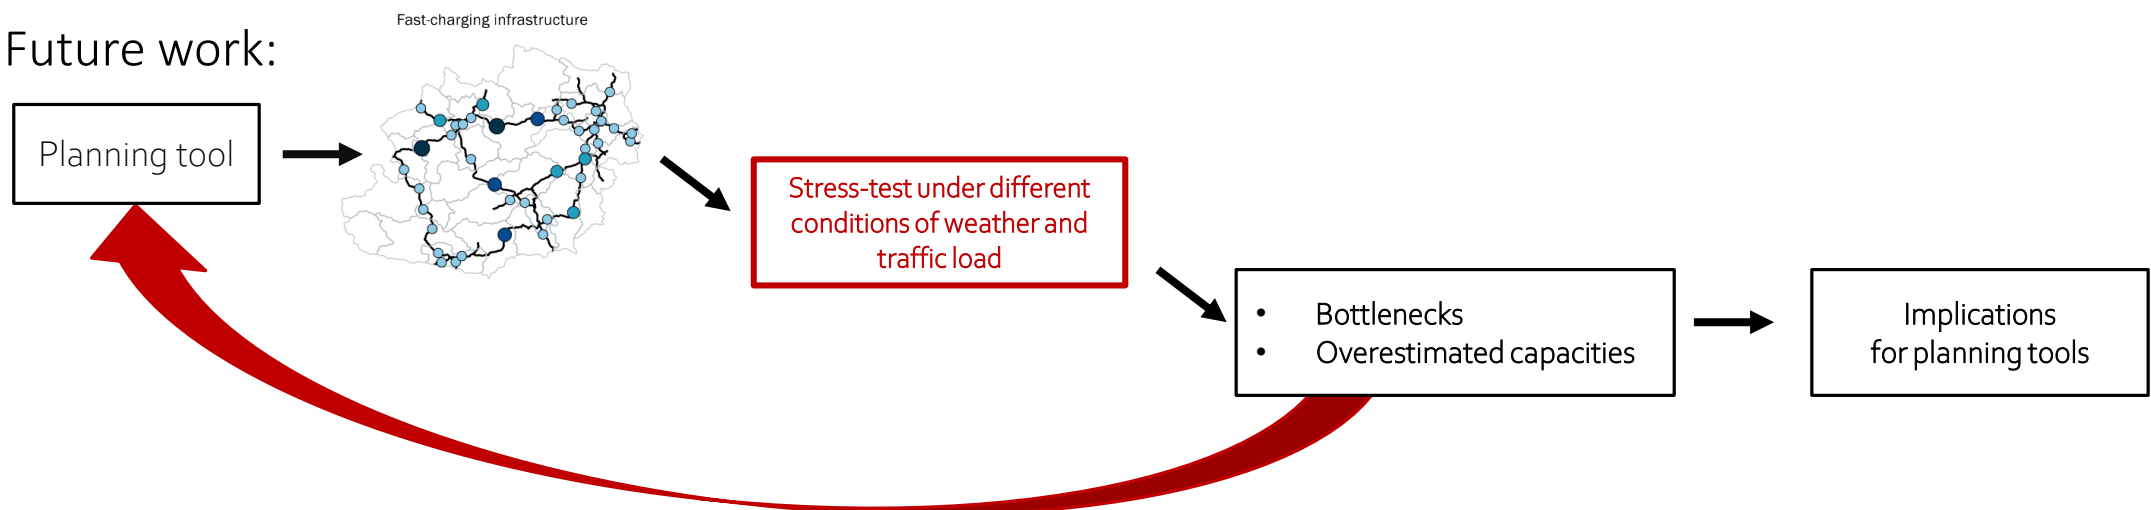 Fast-charging infrastructure
Future work:
Planning tool
Stress-test under different
conditions of weather and
traffic load
• Bottlenecks
• Overestimated capacities
Implications
for planning tools